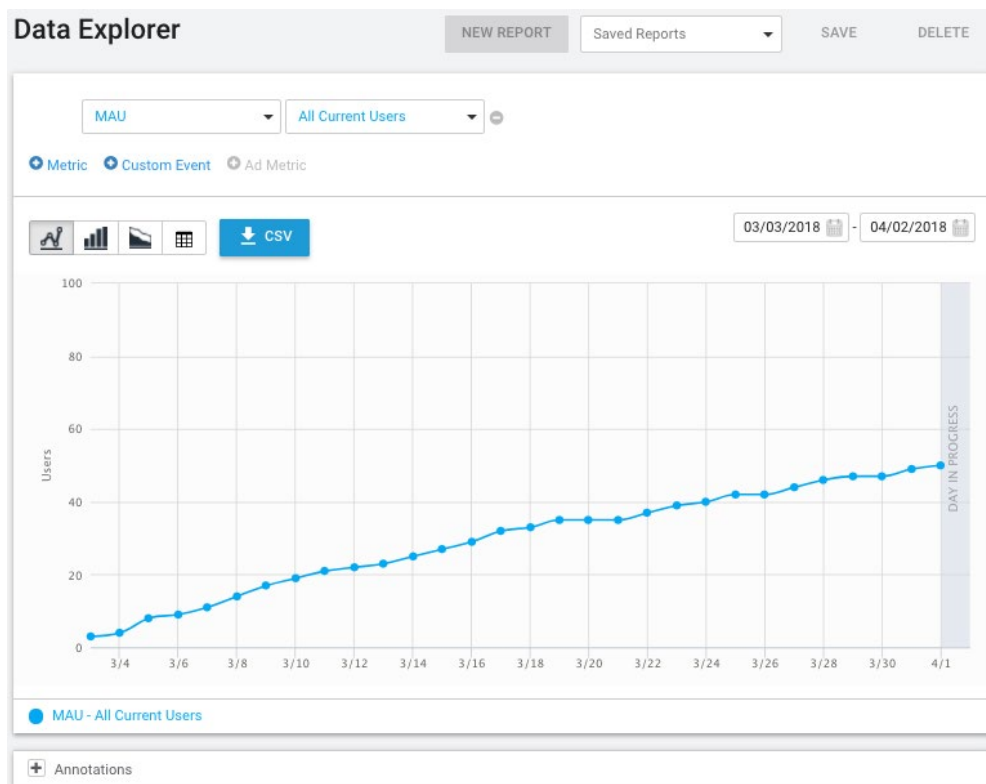 Data Explorer NEW REPORT Saved Reports SAVE DELETE
MAU All Current Users
Metric Custom Event Ad Metric
CSV 03/03/2018 - 04/02/2018
100
80
60
40
20
0
Users
DAY IN PROGRESS
3/4 3/6 3/8 3/10 3/12 3/14 3/16 3/18 3/20 3/22 3/24 3/26 3/28 3/30 4/1
MAU - All Current Users
Annotations